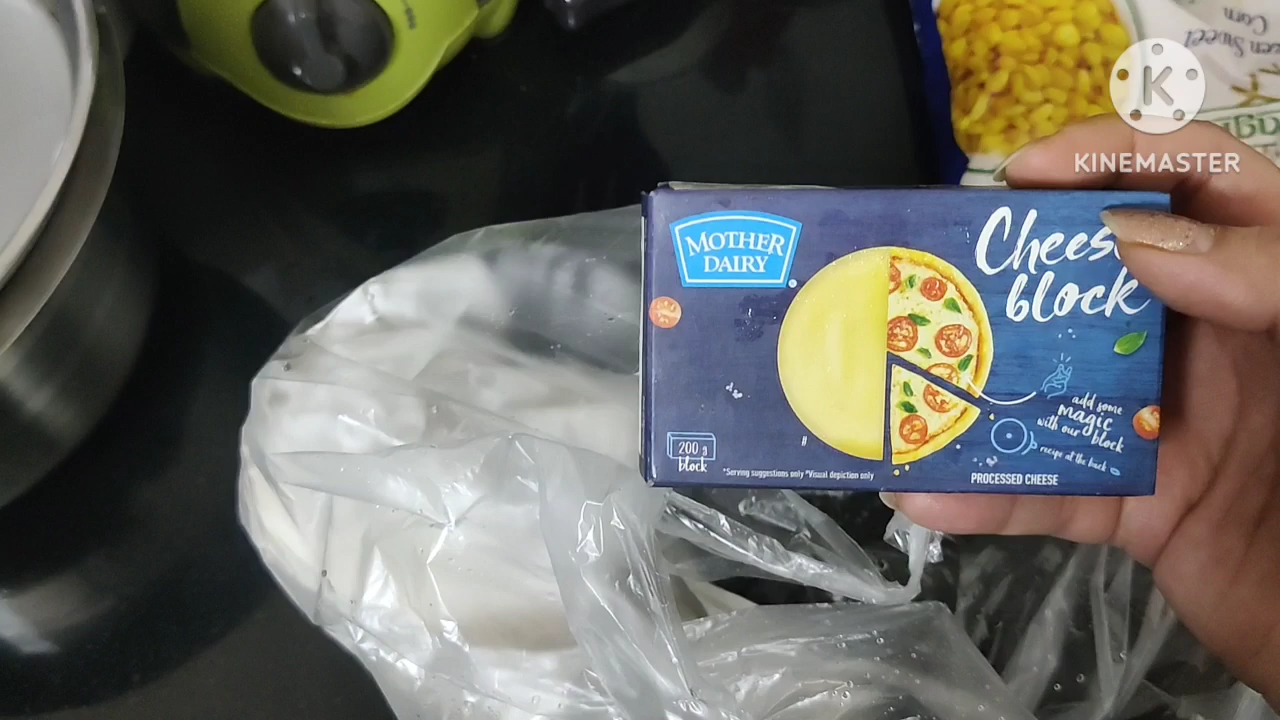 MOTHER
DAIRY
Cheese
block
add some
magic
with our block
recipe at the back
200 g
block
*Serving suggestions only *Visual depiction only
PROCESSED CHEESE
Sweet
Corn
K
KINEMASTER